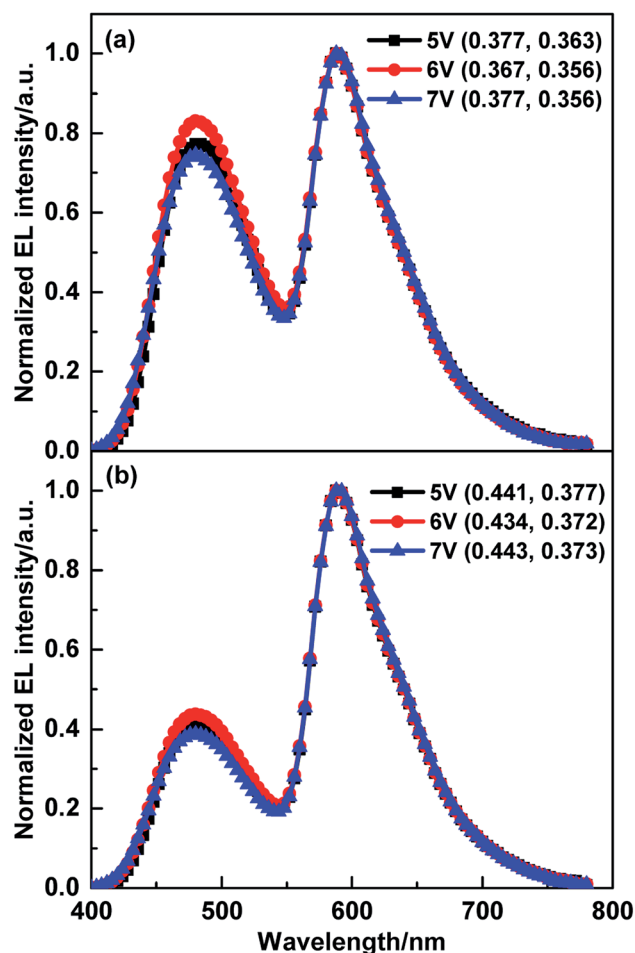 (a)
5V (0.377, 0.363)
6V (0.367, 0.356)
7V (0.377, 0.356)
Normalized EL intensity/a.u.
1.0
0.8
0.6
0.4
0.2
0.0
(b)
5V (0.441, 0.377)
6V (0.434, 0.372)
7V (0.443, 0.373)
Normalized EL intensity/a.u.
1.0
0.8
0.6
0.4
0.2
0.0
400 500 600 700 800
Wavelength/nm